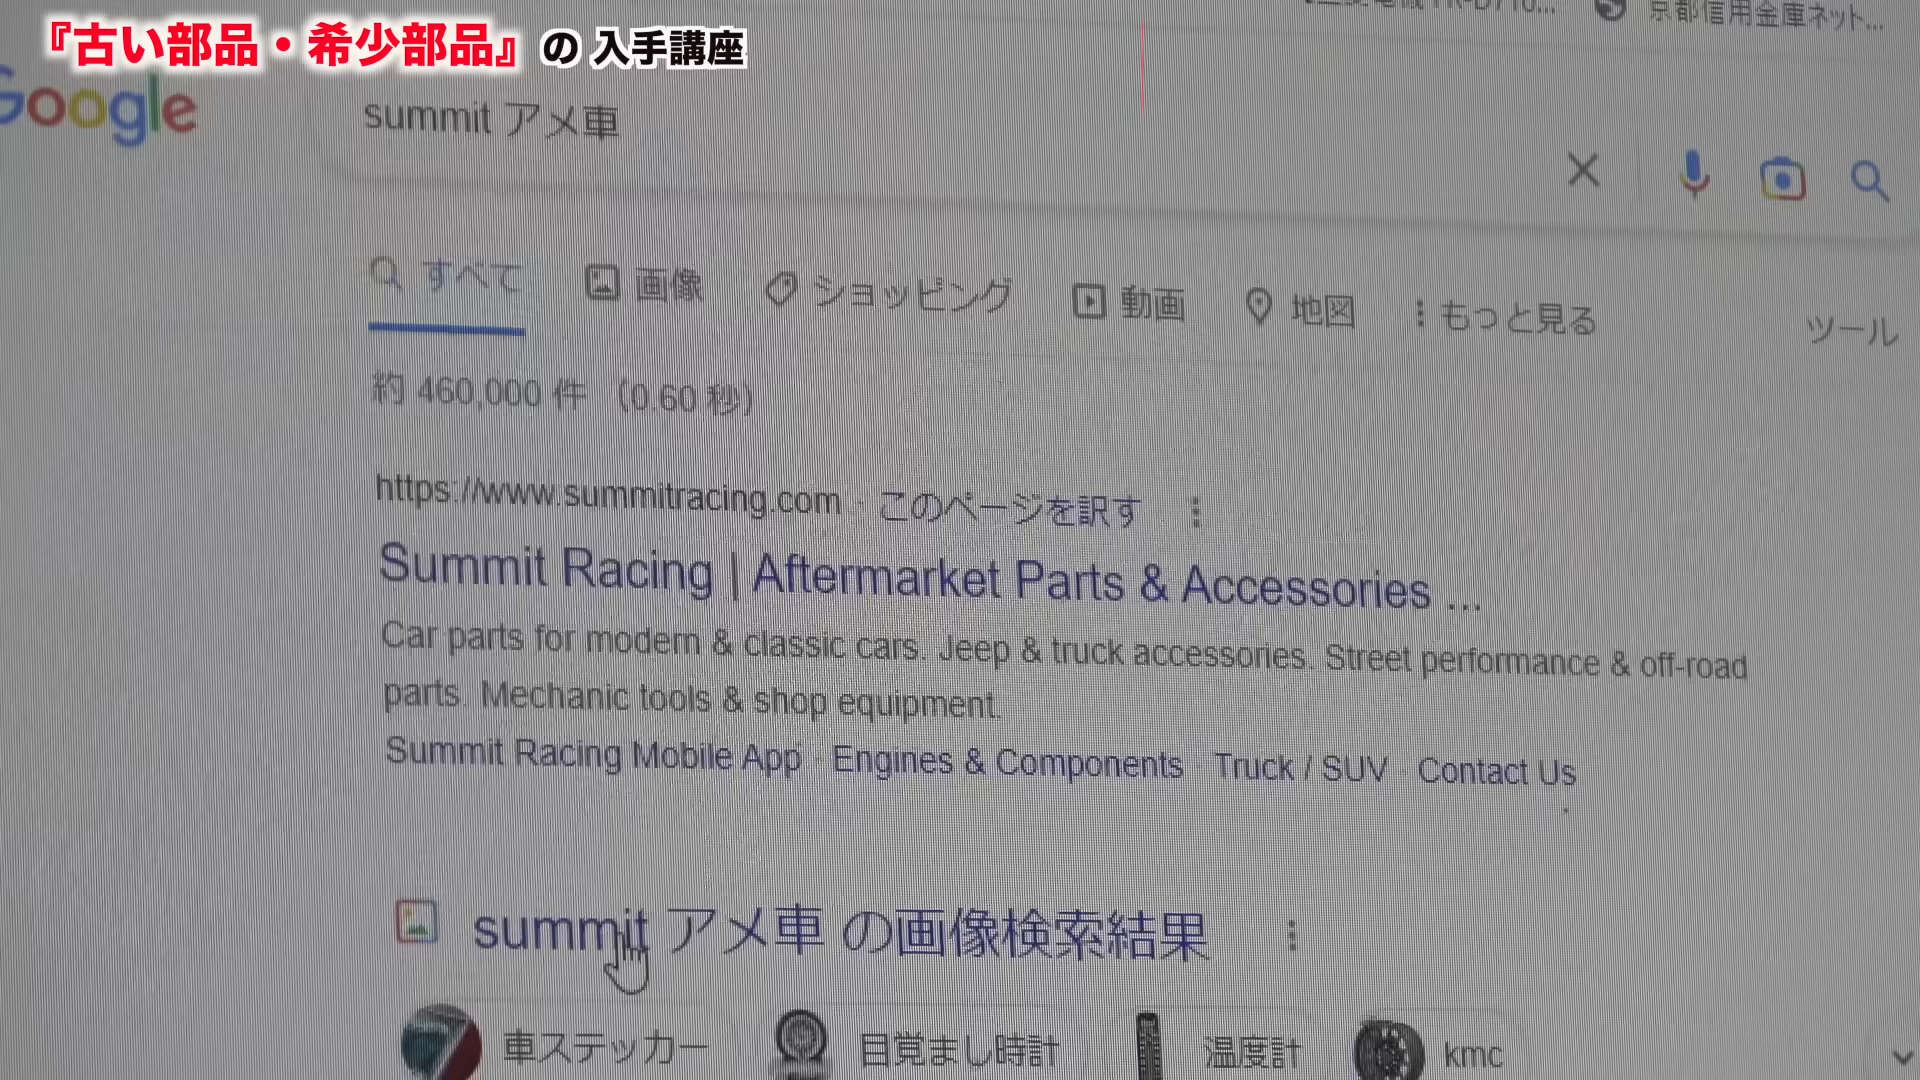 『古い部品・希少部品』の 入手講座
京都信用金庫ネット...
Google
summit アメ車
すべて 画像 ショッピング 動画 地図 もっと見る ツール
約 460,000 件 (0.60 秒)
https://www.summitracing.com · このページを訳す
Summit Racing | Aftermarket Parts & Accessories ...
Car parts for modern & classic cars. Jeep & truck accessories. Street performance & off-road
parts. Mechanic tools & shop equipment.
Summit Racing Mobile App · Engines & Components · Truck / SUV · Contact Us
summit アメ車 の画像検索結果
車ステッカー 目覚まし時計 温度計 kmc